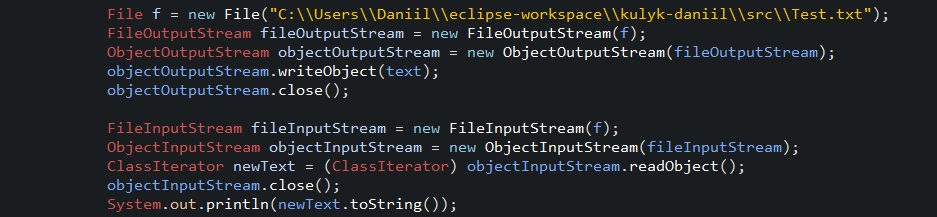 File f = new File("C:\\Users\\Daniil\\eclipse-workspace\\kulyk-daniil\\src\\Test.txt");
FileOutputStream fileOutputStream = new FileOutputStream(f);
ObjectOutputStream objectOutputStream = new ObjectOutputStream(fileOutputStream);
objectOutputStream.writeObject(text);
objectOutputStream.close();
FileInputStream fileInputStream = new FileInputStream(f);
ObjectInputStream objectInputStream = new ObjectInputStream(fileInputStream);
ClassIterator newText = (ClassIterator) objectInputStream.readObject();
objectInputStream.close();
System.out.println(newText.toString());